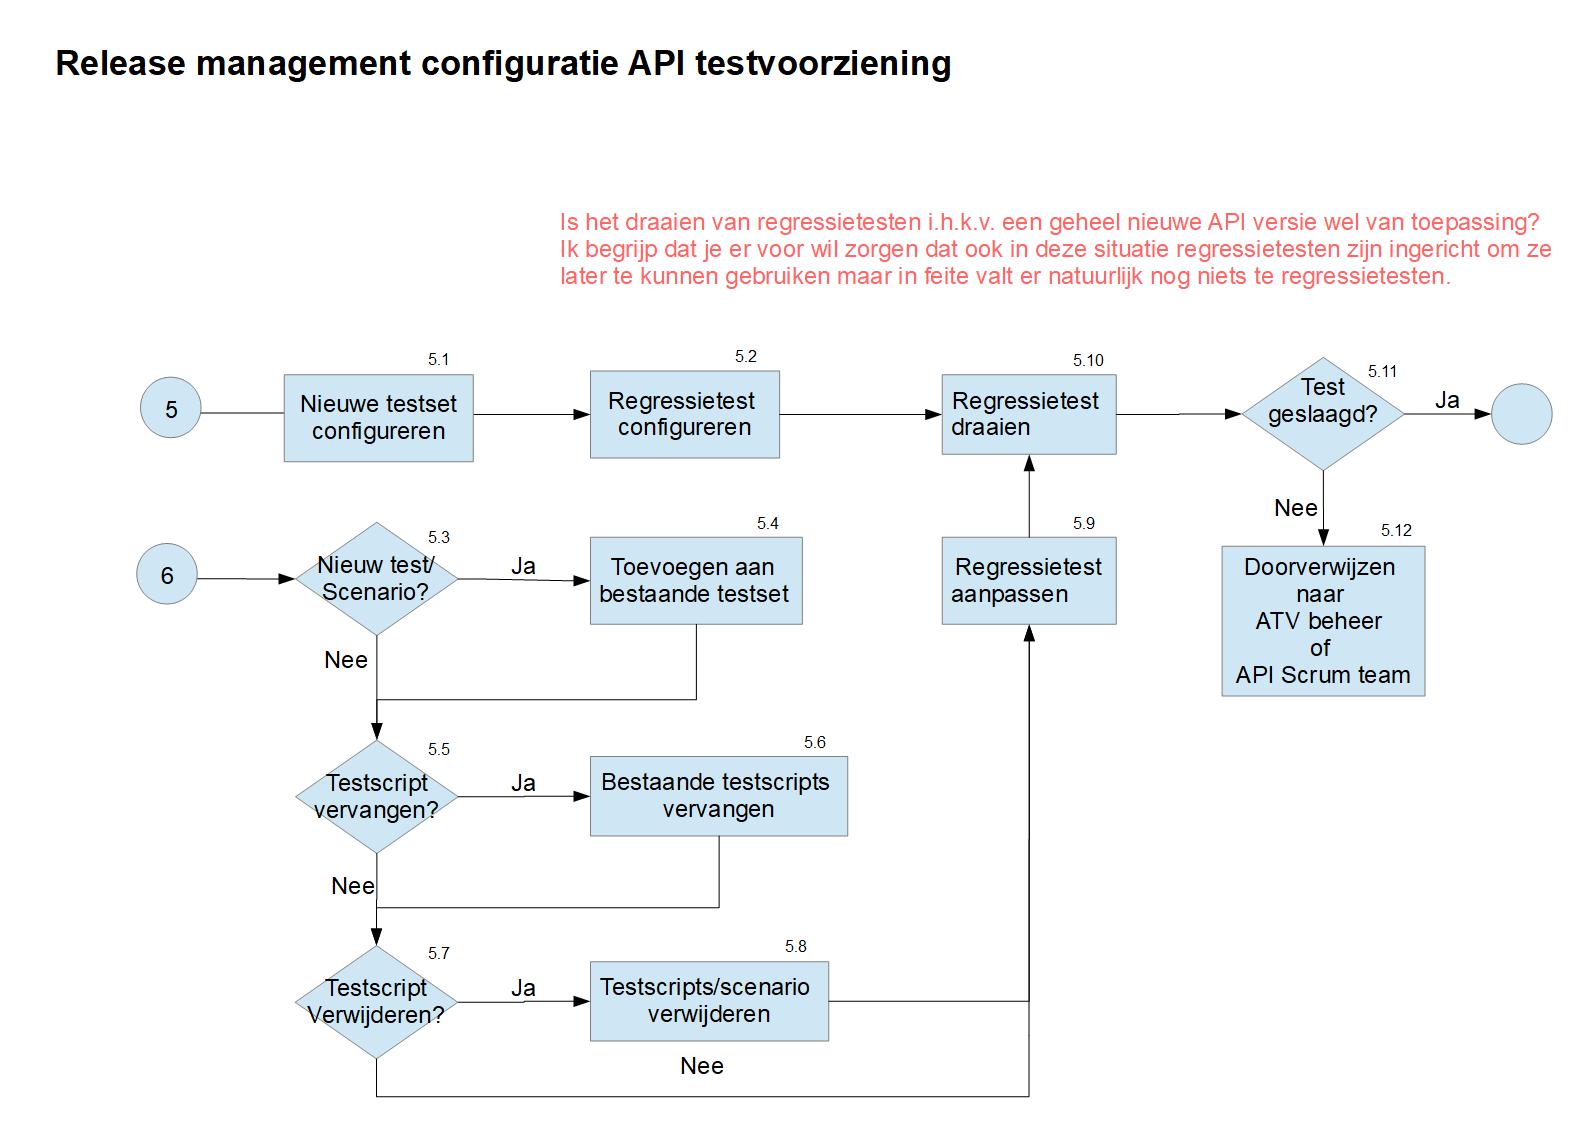 Release management configuratie API testvoorziening
Is het draaien van regressietesten i.h.k.v. een geheel nieuwe API versie wel van toepassing?
Ik begrijp dat je er voor wil zorgen dat ook in deze situatie regressietesten zijn ingericht om ze
later te kunnen gebruiken maar in feite valt er natuurlijk nog niets te regressietesten.
5
5.1
Nieuwe testset
configureren
5.2
Regressietest
configureren
5.10
Regressietest
draaien
5.11
Test
geslaagd?
Ja
Nee
5.12
Doorverwijzen
naar
ATV beheer
of
API Scrum team
6
5.3
Nieuw test/
Scenario?
Ja
5.4
Toevoegen aan
bestaande testset
5.9
Regressietest
aanpassen
Nee
5.5
Testscript
vervangen?
Ja
5.6
Bestaande testscripts
vervangen
Nee
5.7
Testscript
Verwijderen?
Ja
5.8
Testscripts/scenario
verwijderen
Nee